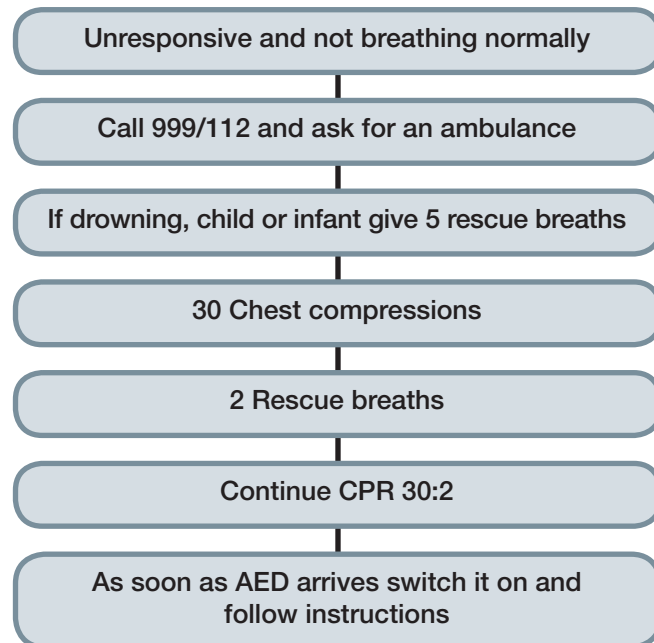 Unresponsive and not breathing normally
Call 999/112 and ask for an ambulance
If drowning, child or infant give 5 rescue breaths
30 Chest compressions
2 Rescue breaths
Continue CPR 30:2
As soon as AED arrives switch it on and
follow instructions